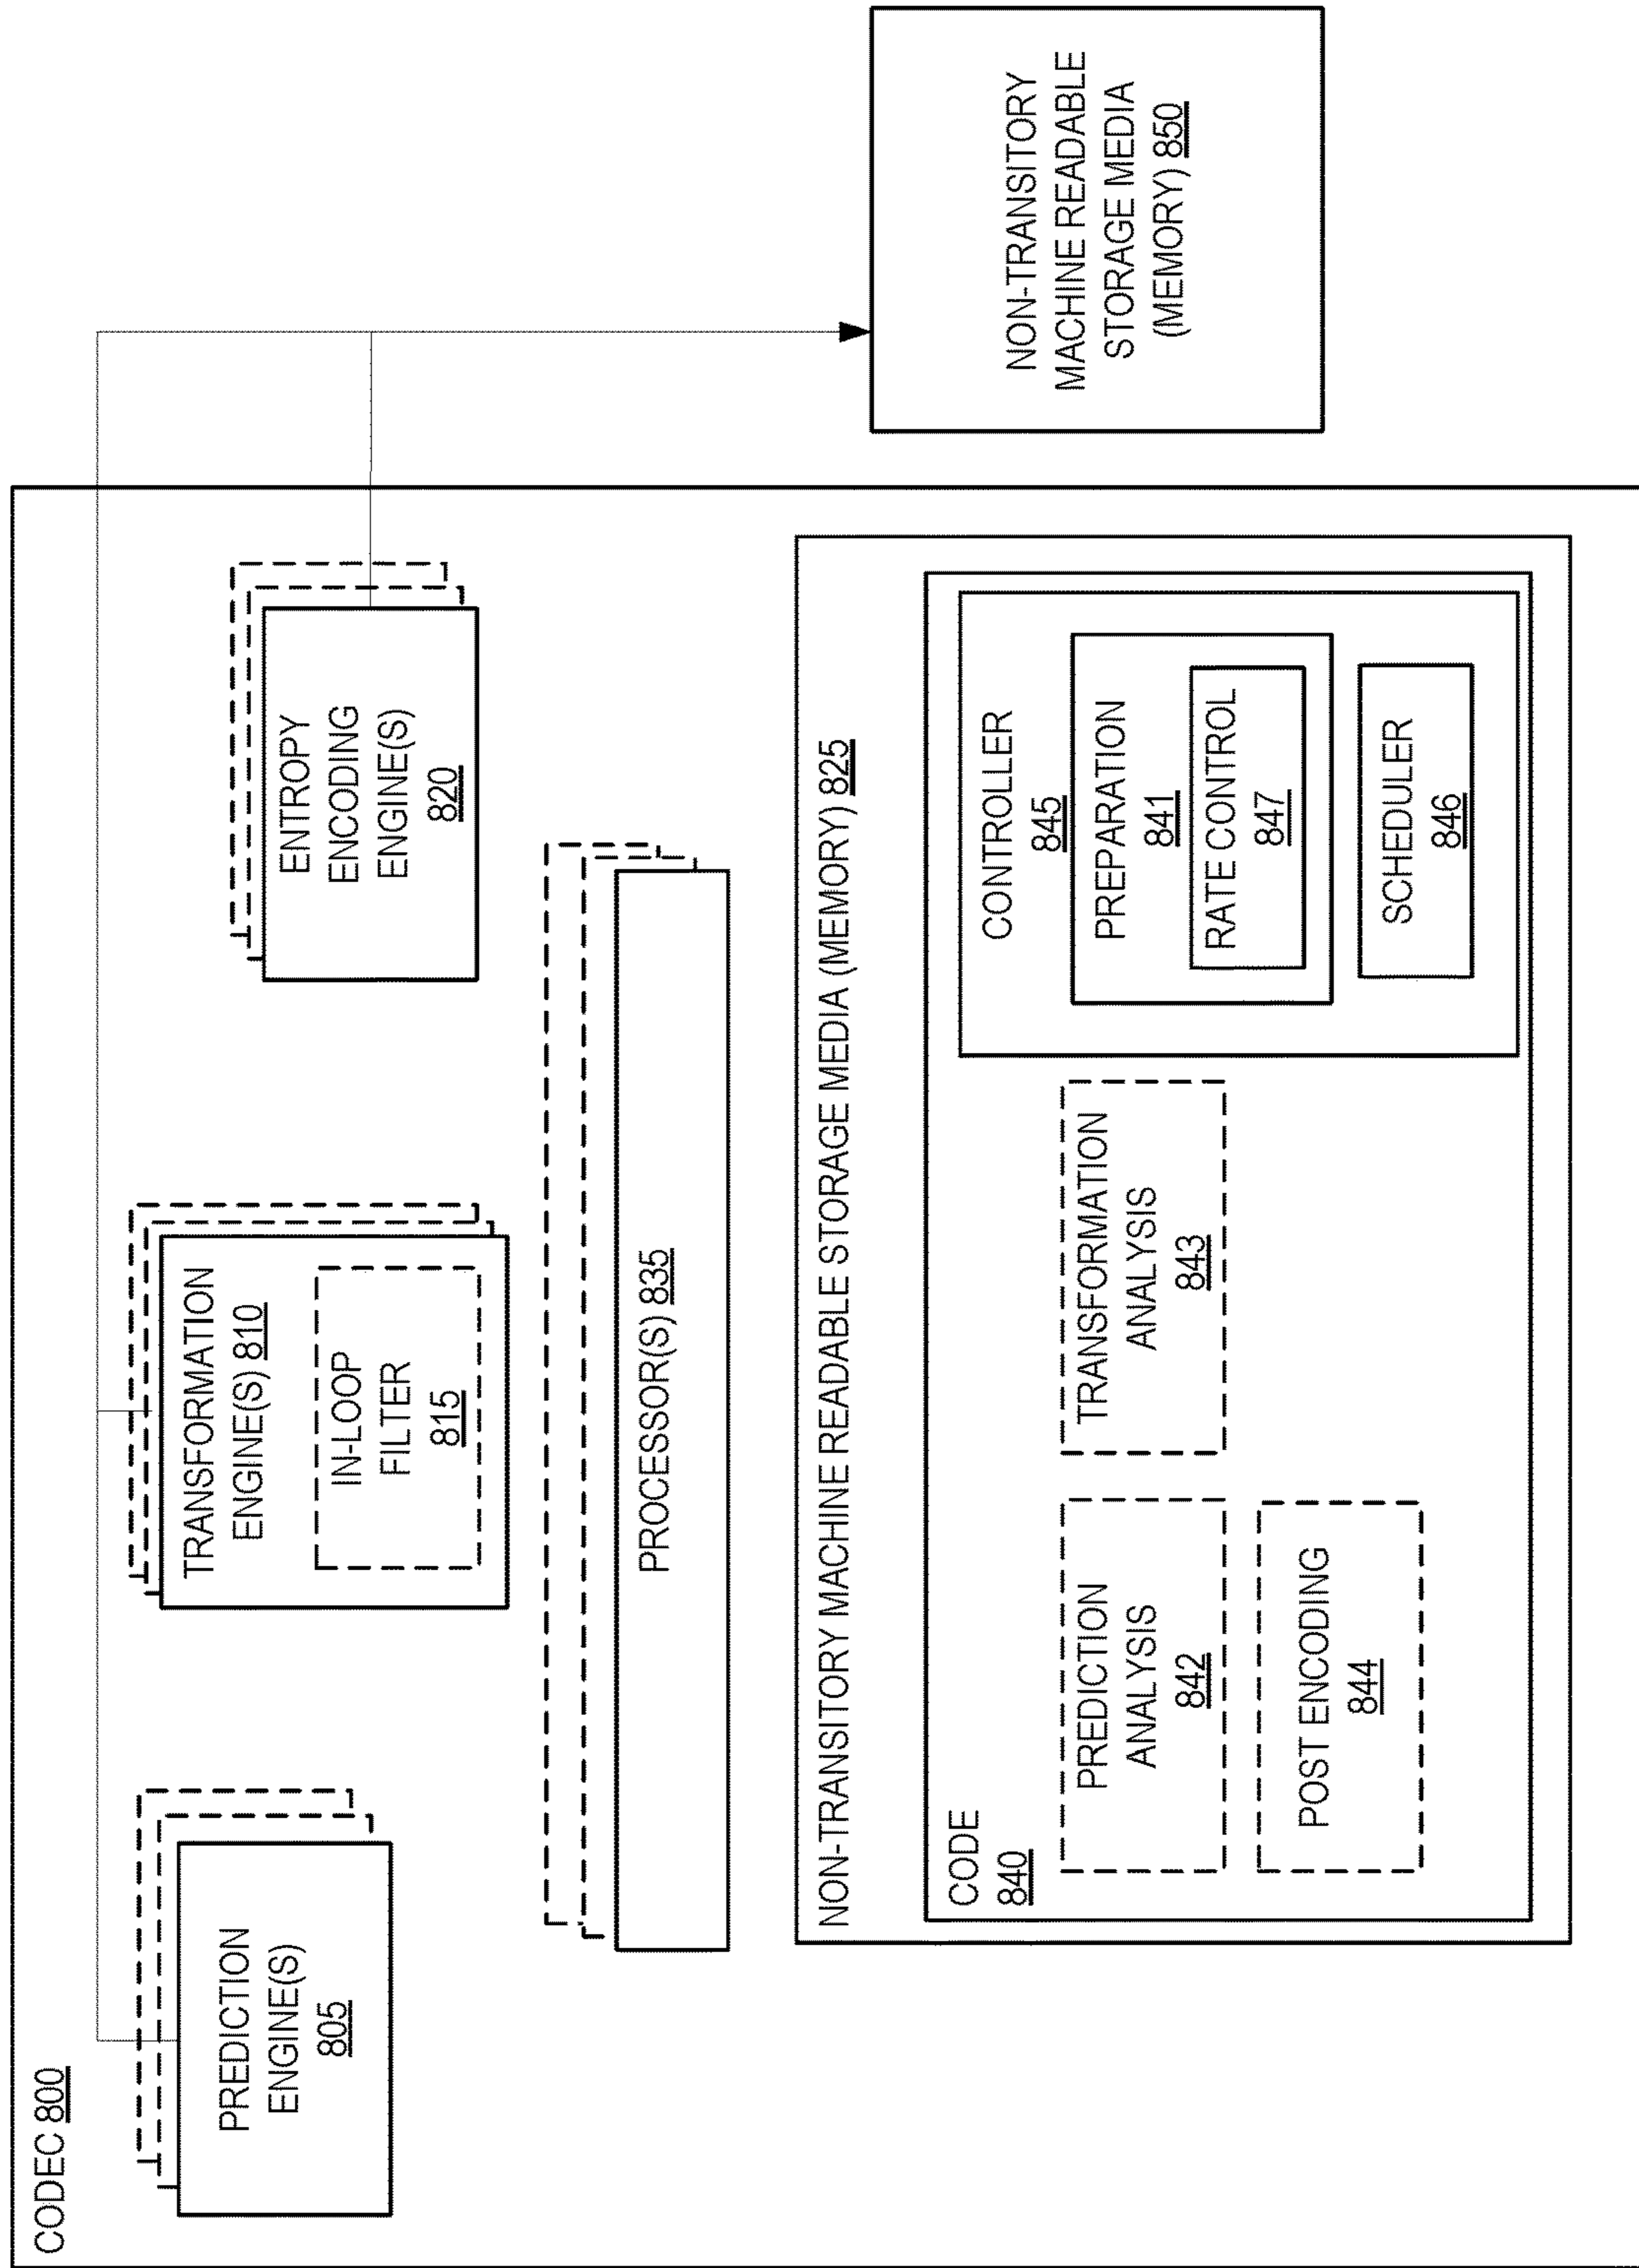 CODEC 800
PREDICTION
ENGINE(S)
805
TRANSFORMATION
ENGINE(S) 810
IN-LOOP
FILTER
815
ENTROPY
ENCODING
ENGINE(S)
820
PROCESSOR(S) 835
NON-TRANSITORY MACHINE READABLE STORAGE MEDIA (MEMORY) 825
CODE
840
PREDICTION
ANALYSIS
842
TRANSFORMATION
ANALYSIS
843
POST ENCODING
844
CONTROLLER
845
PREPARATION
841
RATE CONTROL
847
SCHEDULER
846
NON-TRANSITORY
MACHINE READABLE
STORAGE MEDIA
(MEMORY) 850